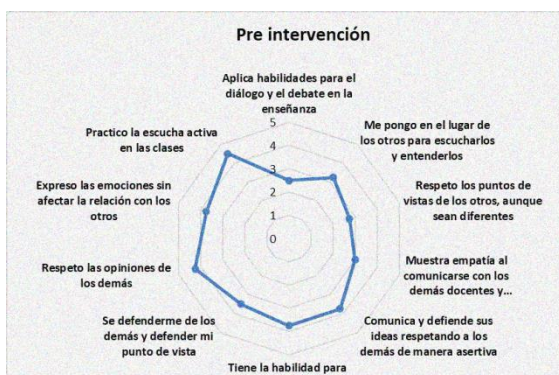 Pre intervención
Aplica habilidades para el
diálogo y el debate en la
enseñanza
Me pongo en el lugar de
los otros para escucharlos
y entenderlos
Respeto los puntos de
vistas de los otros, aunque
sean diferentes
Muestra empatía al
comunicarse con los
demás docentes y...
Comunica y defiende sus
ideas respetando a los
demás de manera asertiva
Tiene la habilidad para
Se defenderme de los
demás y defender mi
punto de vista
Respeto las opiniones de
los demás
Expreso las emociones sin
afectar la relación con los
otros
Practico la escucha activa
en las clases
5
4
3
2
1
0